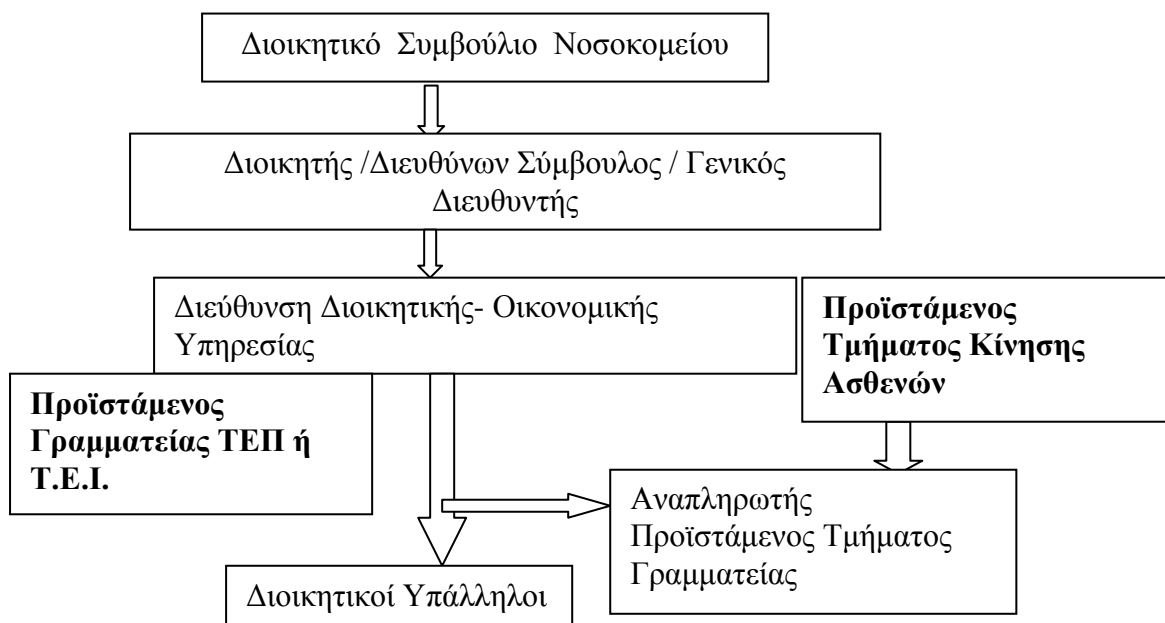 Διοικητικό Συμβούλιο Νοσοκομείου
Διοικητής /Διευθύνων Σύμβουλος / Γενικός
Διευθυντής
Διεύθυνση Διοικητικής- Οικονομικής
Υπηρεσίας
Προϊστάμενος
Τμήματος Κίνησης
Ασθενών
Προϊστάμενος
Γραμματείας ΤΕΠ ή
Τ.Ε.Ι.
Αναπληρωτής
Προϊστάμενος Τμήματος
Γραμματείας
Διοικητικοί Υπάλληλοι